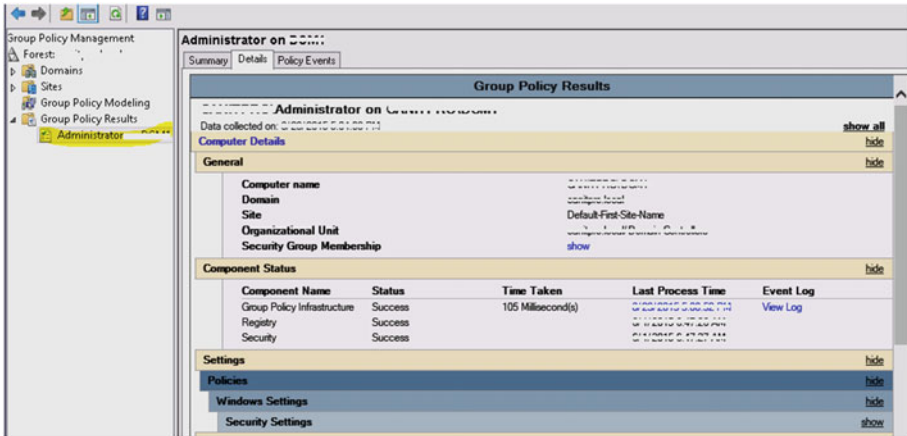 Group Policy Management
Forest:
Domains
Sites
Group Policy Modeling
Group Policy Results
Administrator
Administrator on
Summary Details Policy Events
Group Policy Results
Administrator on
Data collected on: show all
Computer Details hide
General hide
Computer name
Domain
Site Default-First-Site-Name
Organizational Unit
Security Group Membership show
Component Status hide
Component Name Status Time Taken Last Process Time Event Log
Group Policy Infrastructure Success 105 Millisecond(s) View Log
Registry Success
Security Success
Settings hide
Policies hide
Windows Settings hide
Security Settings show